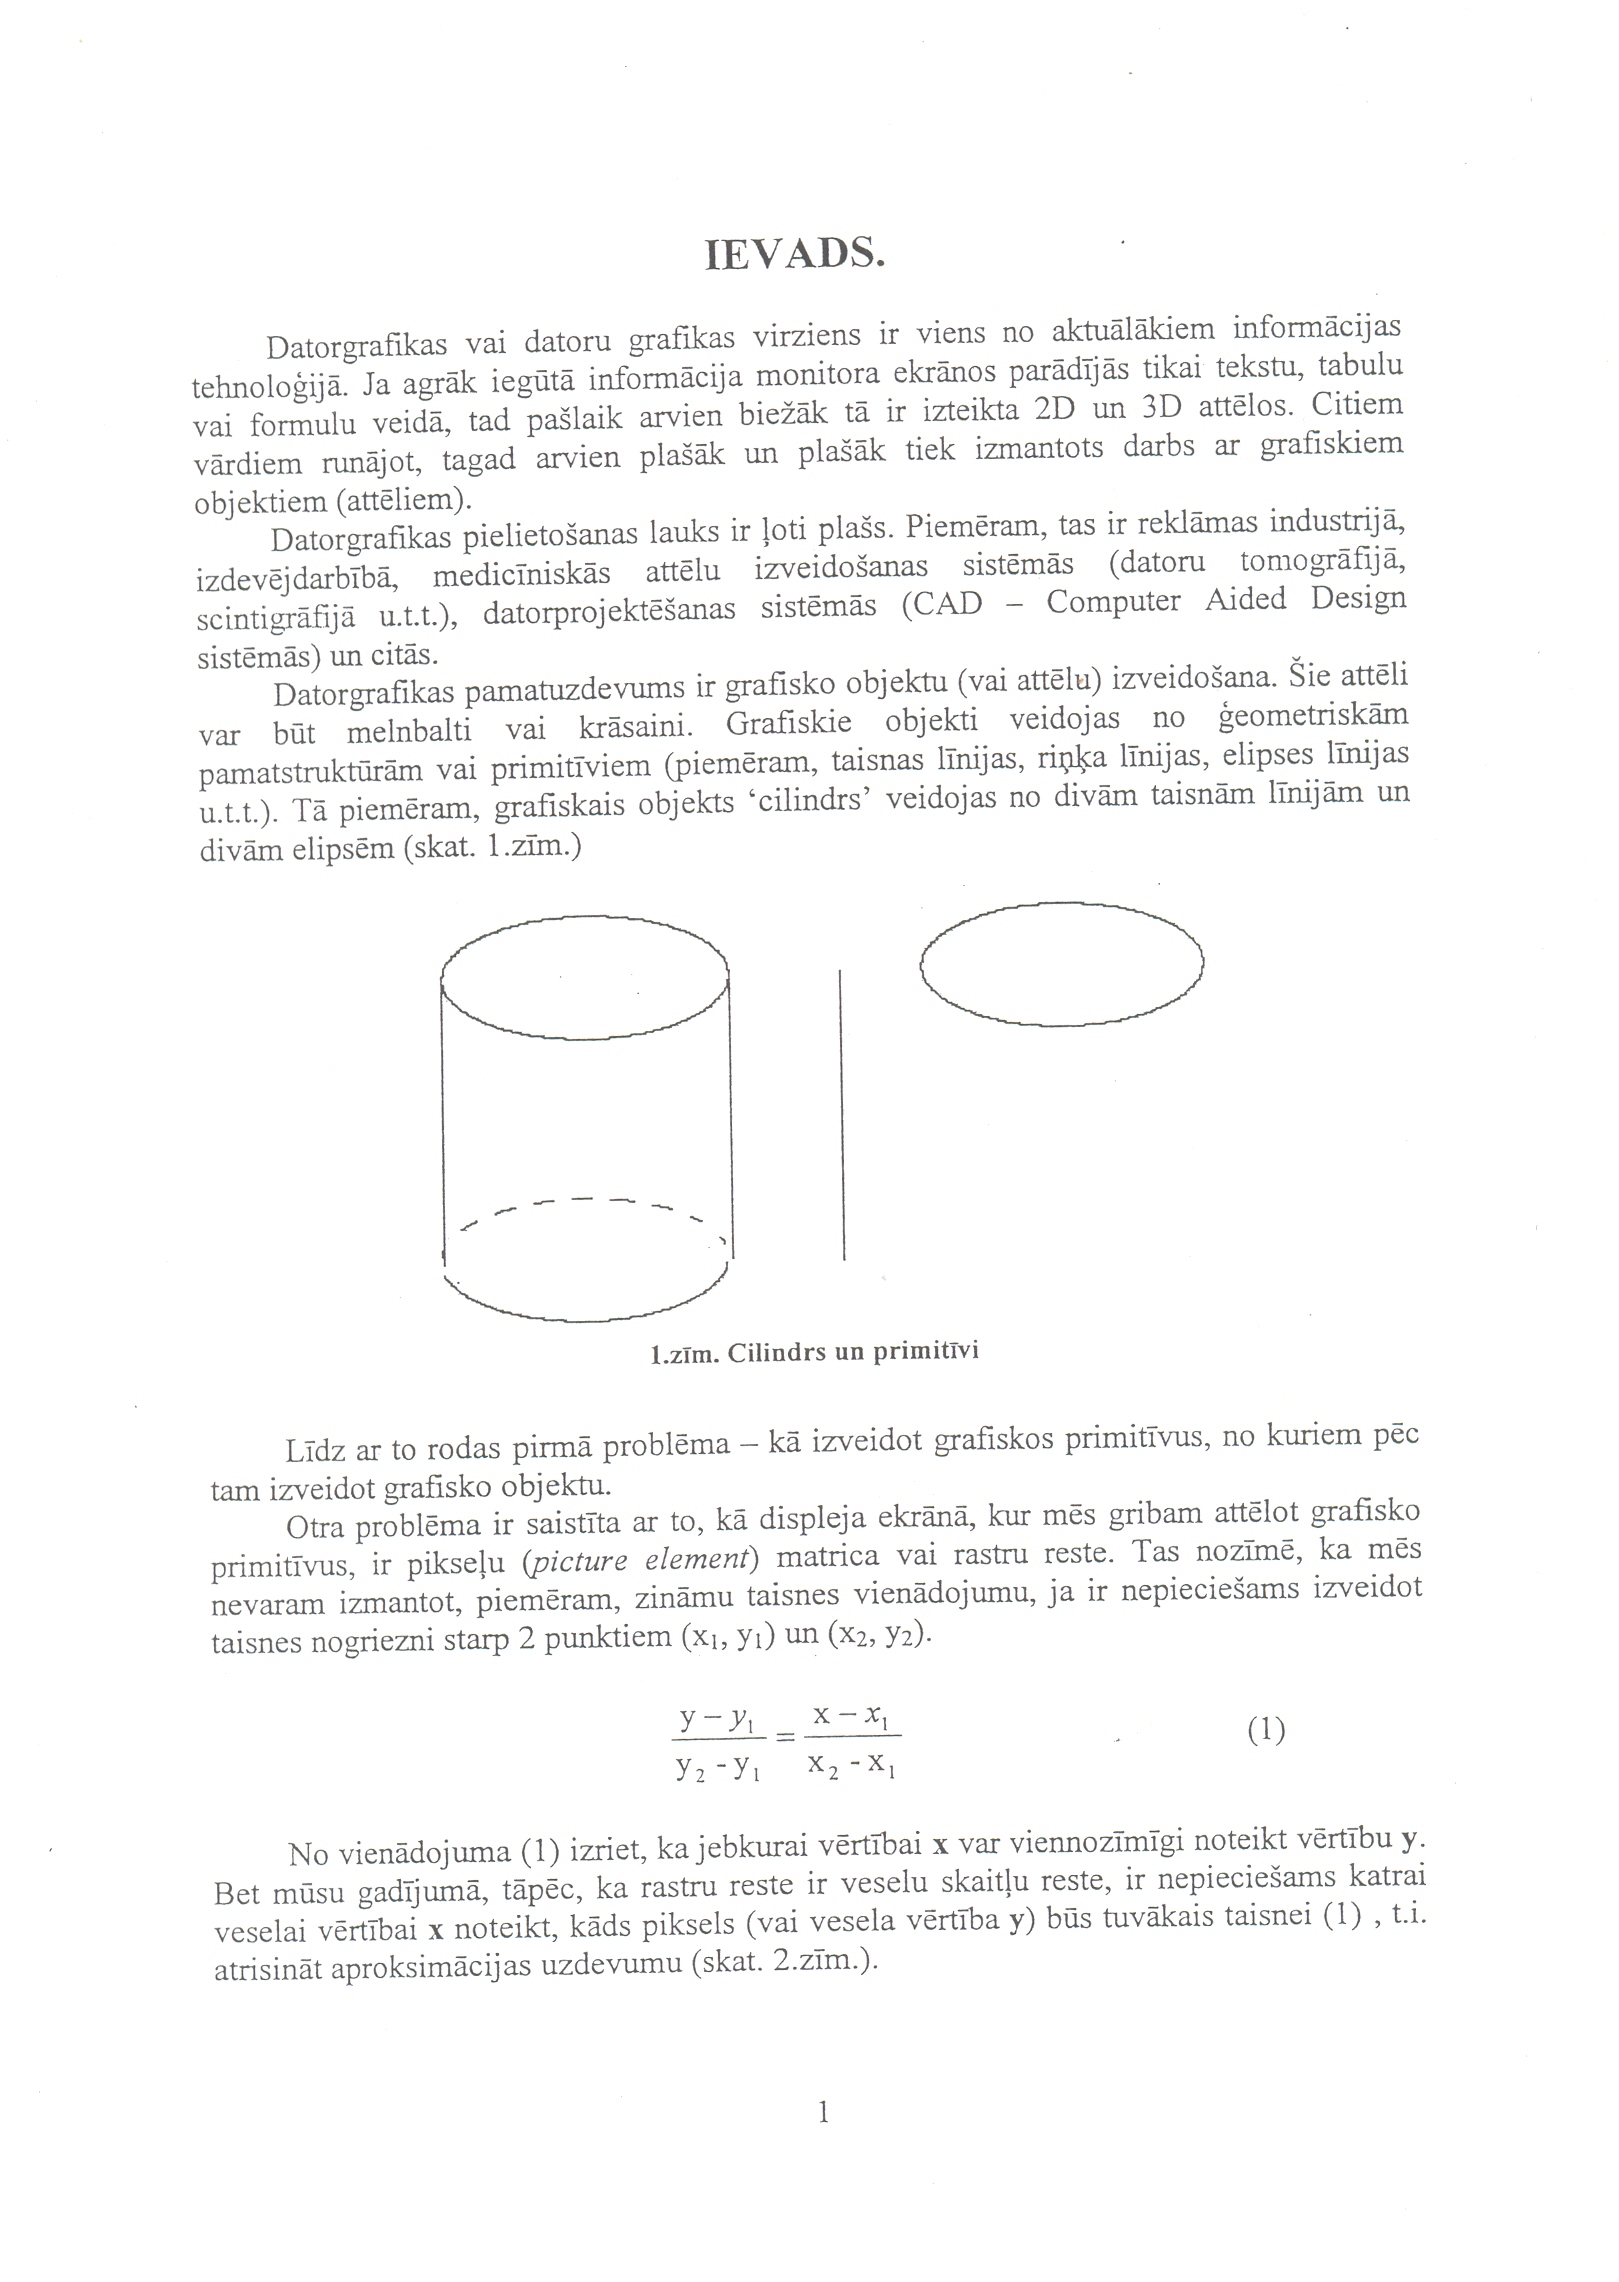 IEVADS.
Datorgrafikas vai datoru grafikas virziens ir viens no aktuālākiem informācijas
tehnoloģijā. Ja agrāk iegūtā informācija monitora ekrānos parādījās tikai tekstu, tabulu
vai formulu veidā, tad pašlaik arvien biežāk tā ir izteikta 2D un 3D attēlos. Citiem
vārdiem runājot, tagad arvien plašāk un plašāk tiek izmantots darbs ar grafiskiem
objektiem (attēliem).
Datorgrafikas pielietošanas lauks ir ļoti plašs. Piemēram, tas ir reklāmas industrijā,
izdevējdarbībā, medicīniskās attēlu izveidošanas sistēmās (datoru tomogrāfijā,
scintigrāfijā u.t.t.), datorprojektēšanas sistēmās (CAD – Computer Aided Design
sistēmās) un citās.
Datorgrafikas pamatuzdevums ir grafisko objektu (vai attēlu) izveidošana. Šie attēli
var būt melnbalti vai krāsaini. Grafiskie objekti veidojas no ģeometriskām
pamatstruktūrām vai primitīviem (piemēram, taisnas līnijas, riņķa līnijas, elipses līnijas
u.t.t.). Tā piemēram, grafiskais objekts ‘cilindrs’ veidojas no divām taisnām līnijām un
divām elipsēm (skat. 1.zīm.)
1.zīm. Cilindrs un primitīvi
Līdz ar to rodas pirmā problēma – kā izveidot grafiskos primitīvus, no kuriem pēc
tam izveidot grafisko objektu.
Otra problēma ir saistīta ar to, kā displeja ekrānā, kur mēs gribam attēlot grafisko
primitīvus, ir pikseļu (picture element) matrica vai rastru reste. Tas nozīmē, ka mēs
nevaram izmantot, piemēram, zināmu taisnes vienādojumu, ja ir nepieciešams izveidot
taisnes nogriezni starp 2 punktiem (x₁, y₁) un (x₂, y₂).
y − y₁ = x − x₁ (1)
y₂ - y₁ x₂ - x₁
No vienādojuma (1) izriet, ka jebkurai vērtībai x var viennozīmīgi noteikt vērtību y.
Bet mūsu gadījumā, tāpēc, ka rastru reste ir veselu skaitļu reste, ir nepieciešams katrai
veselai vērtībai x noteikt, kāds piksels (vai vesela vērtība y) būs tuvākais taisnei (1) , t.i.
atrisināt aproksimācijas uzdevumu (skat. 2.zīm.).
1